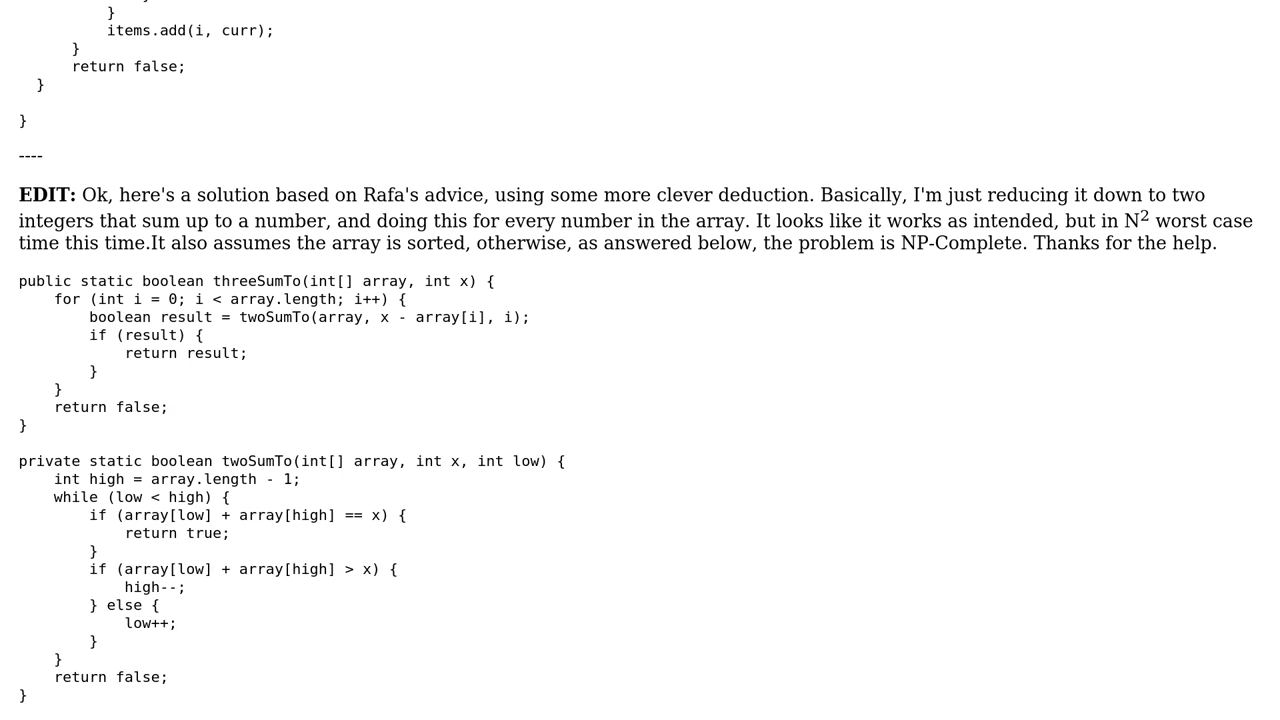 }
items.add(i, curr);
}
return false;
}
}
----
EDIT: Ok, here's a solution based on Rafa's advice, using some more clever deduction. Basically, I'm just reducing it down to two
integers that sum up to a number, and doing this for every number in the array. It looks like it works as intended, but in N2 worst case
time this time.It also assumes the array is sorted, otherwise, as answered below, the problem is NP-Complete. Thanks for the help.
public static boolean threeSumTo(int[] array, int x) {
for (int i = 0; i < array.length; i++) {
boolean result = twoSumTo(array, x - array[i], i);
if (result) {
return result;
}
}
return false;
}
private static boolean twoSumTo(int[] array, int x, int low) {
int high = array.length - 1;
while (low < high) {
if (array[low] + array[high] == x) {
return true;
}
if (array[low] + array[high] > x) {
high--;
} else {
low++;
}
}
return false;
}